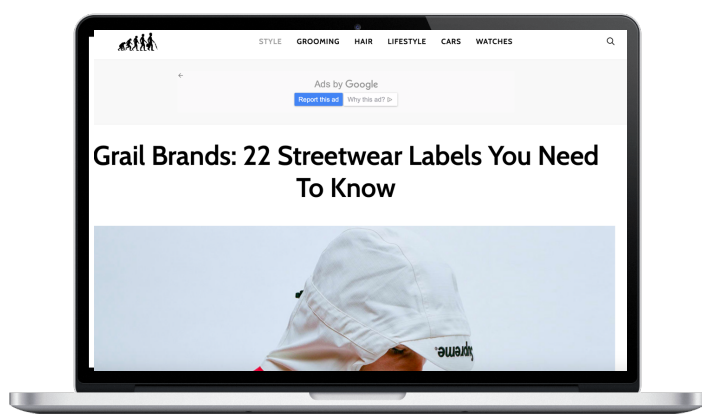 STYLE GROOMING HAIR LIFESTYLE CARS WATCHES
Ads by Google
Report this ad Why this ad?
Grail Brands: 22 Streetwear Labels You Need
To Know
Supreme